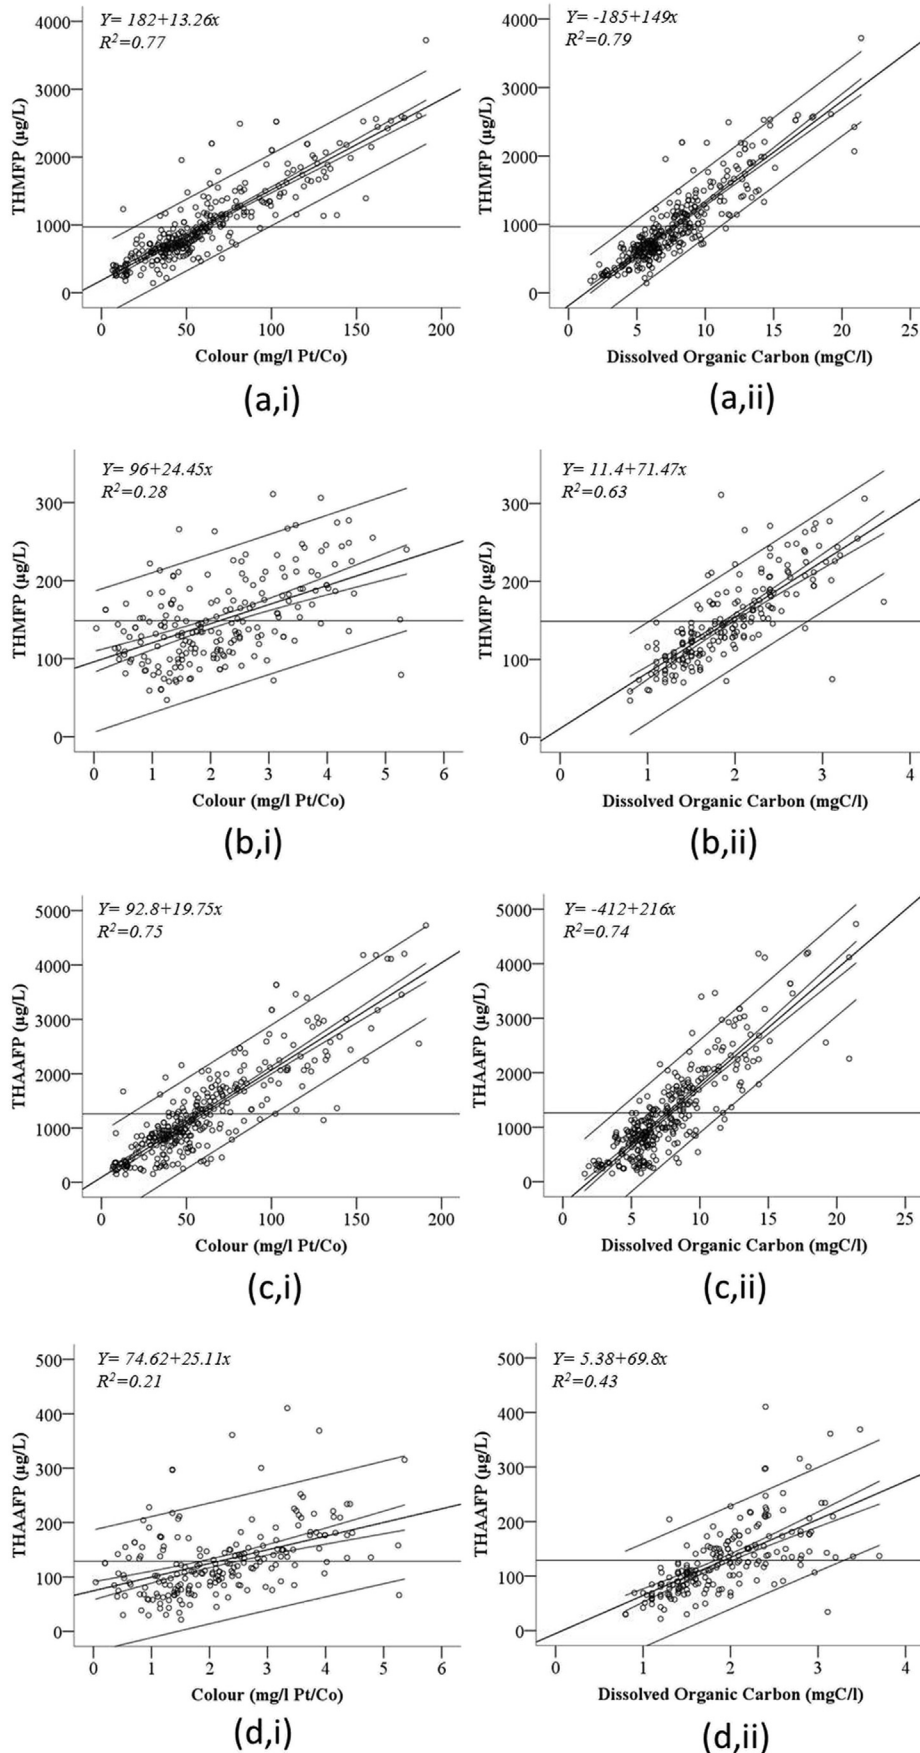 Y= 182+13.26x
R²=0.77
4000
3000
2000
1000
0
THMFP (µg/L)
0 50 100 150 200
Colour (mg/l Pt/Co)
(a,i)
Y= -185+149x
R²=0.79
4000
3000
2000
1000
0
THMFP (µg/L)
0 5 10 15 20 25
Dissolved Organic Carbon (mgC/l)
(a,ii)
Y= 96+24.45x
R²=0.28
300
200
100
0
THMFP (µg/L)
0 1 2 3 4 5 6
Colour (mg/l Pt/Co)
(b,i)
Y= 11.4+71.47x
R²=0.63
300
200
100
0
THMFP (µg/L)
0 1 2 3 4
Dissolved Organic Carbon (mgC/l)
(b,ii)
Y= 92.8+19.75x
R²=0.75
5000
4000
3000
2000
1000
0
THAAFP (µg/L)
0 50 100 150 200
Colour (mg/l Pt/Co)
(c,i)
Y= -412+216x
R²=0.74
5000
4000
3000
2000
1000
0
THAAFP (µg/L)
0 5 10 15 20 25
Dissolved Organic Carbon (mgC/l)
(c,ii)
Y= 74.62+25.11x
R²=0.21
500
400
300
200
100
0
THAAFP (µg/L)
0 1 2 3 4 5 6
Colour (mg/l Pt/Co)
(d,i)
Y= 5.38+69.8x
R²=0.43
500
400
300
200
100
0
THAAFP (µg/L)
0 1 2 3 4
Dissolved Organic Carbon (mgC/l)
(d,ii)